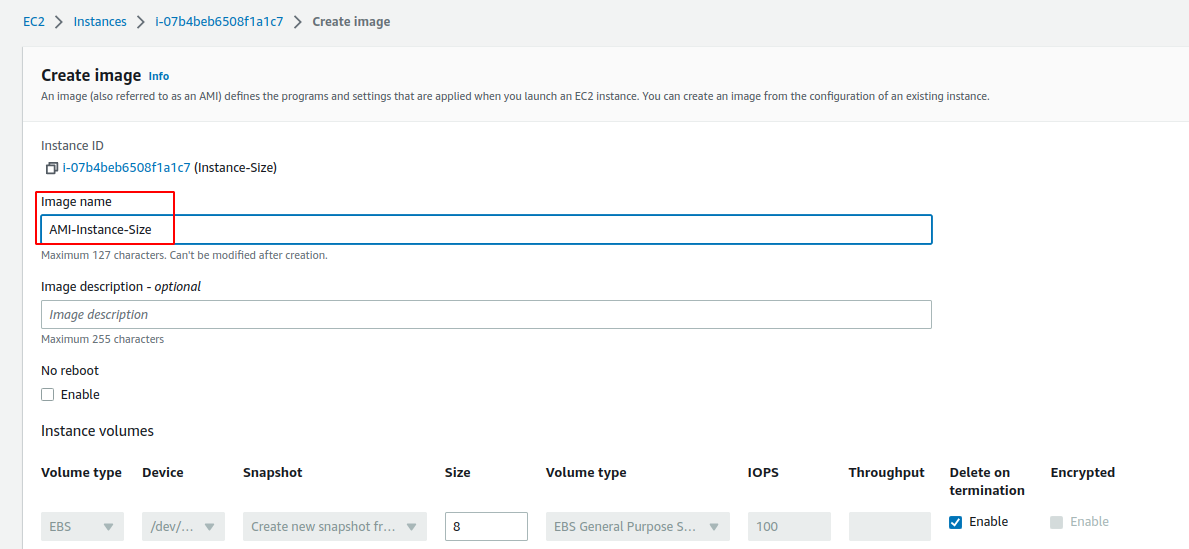 EC2 > Instances > i-07b4beb6508f1a1c7 > Create image
Create image Info
An image (also referred to as an AMI) defines the programs and settings that are applied when you launch an EC2 instance. You can create an image from the configuration of an existing instance.
Instance ID
i-07b4beb6508f1a1c7 (Instance-Size)
Image name
AMI-Instance-Size
Maximum 127 characters. Can't be modified after creation.
Image description - optional
Image description
Maximum 255 characters
No reboot
Enable
Instance volumes
Volume type Device Snapshot Size Volume type IOPS Throughput Delete on termination Encrypted
EBS /dev/... Create new snapshot fr... 8 EBS General Purpose S... 100 Enable Enable